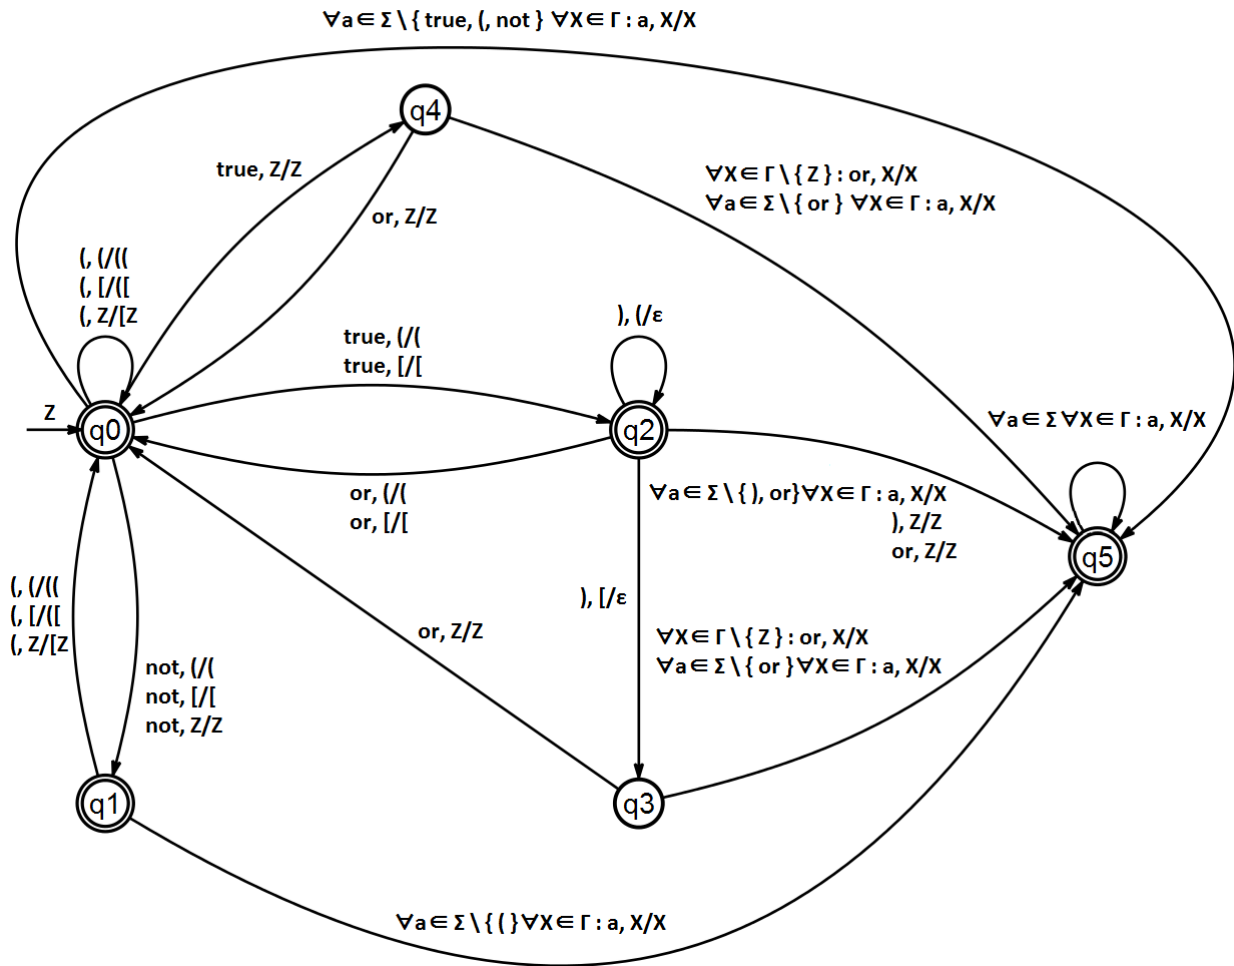 ∀a ∈ Σ \ { true, (, not } ∀X ∈ Γ : a, X/X
q4
true, Z/Z
∀X ∈ Γ \ { Z } : or, X/X
∀a ∈ Σ \ { or } ∀X ∈ Γ : a, X/X
or, Z/Z
(, (/((
(, [/([
(, Z/[Z
), (/ε
true, (/(
true, [/[
Z
q0
q2
∀a ∈ Σ ∀X ∈ Γ : a, X/X
or, (/(
or, [/[
∀a ∈ Σ \ { ), or} ∀X ∈ Γ : a, X/X
), Z/Z
or, Z/Z
q5
(, (/((
(, [/([
(, Z/[Z
), [/ε
or, Z/Z
∀X ∈ Γ \ { Z } : or, X/X
∀a ∈ Σ \ { or } ∀X ∈ Γ : a, X/X
not, (/(
not, [/[
not, Z/Z
q1
q3
∀a ∈ Σ \ { ( } ∀X ∈ Γ : a, X/X